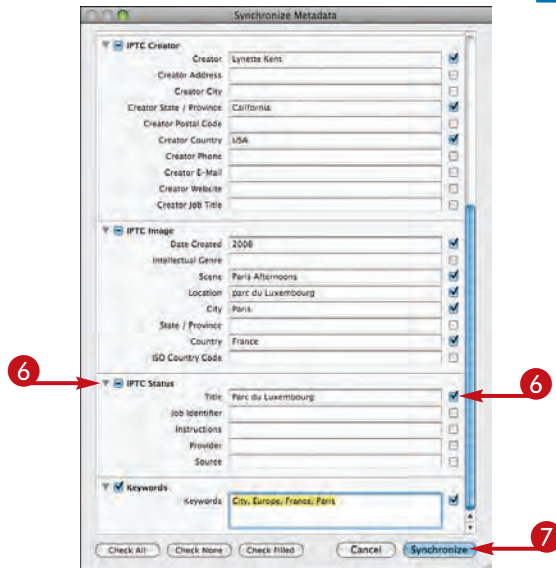 Synchronize Metadata
IPTC Creator
Creator Lynette Kent
Creator Address
Creator City
Creator State / Province California
Creator Postal Code
Creator Country USA
Creator Phone
Creator E-Mail
Creator Website
Creator Job Title
IPTC Image
Date Created 2006
Intellectual Genre
Scene Paris Afternoons
Location parc du Luxembourg
City Paris
State / Province
Country France
ISO Country Code
6 IPTC Status
Title Parc du Luxembourg 6
Job Identifier
Instructions
Provider
Source
Keywords
Keywords City, Europe, France, Paris
Check All Check None Check Filled Cancel Synchronize 7